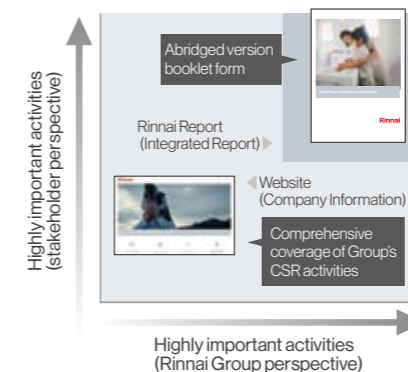 Highly important activities
(stakeholder perspective)
Abridged version
booklet form
Rinnai
Rinnai Report
(Integrated Report)
Website
(Company Information)
Comprehensive
coverage of Group's
CSR activities
Highly important activities
(Rinnai Group perspective)